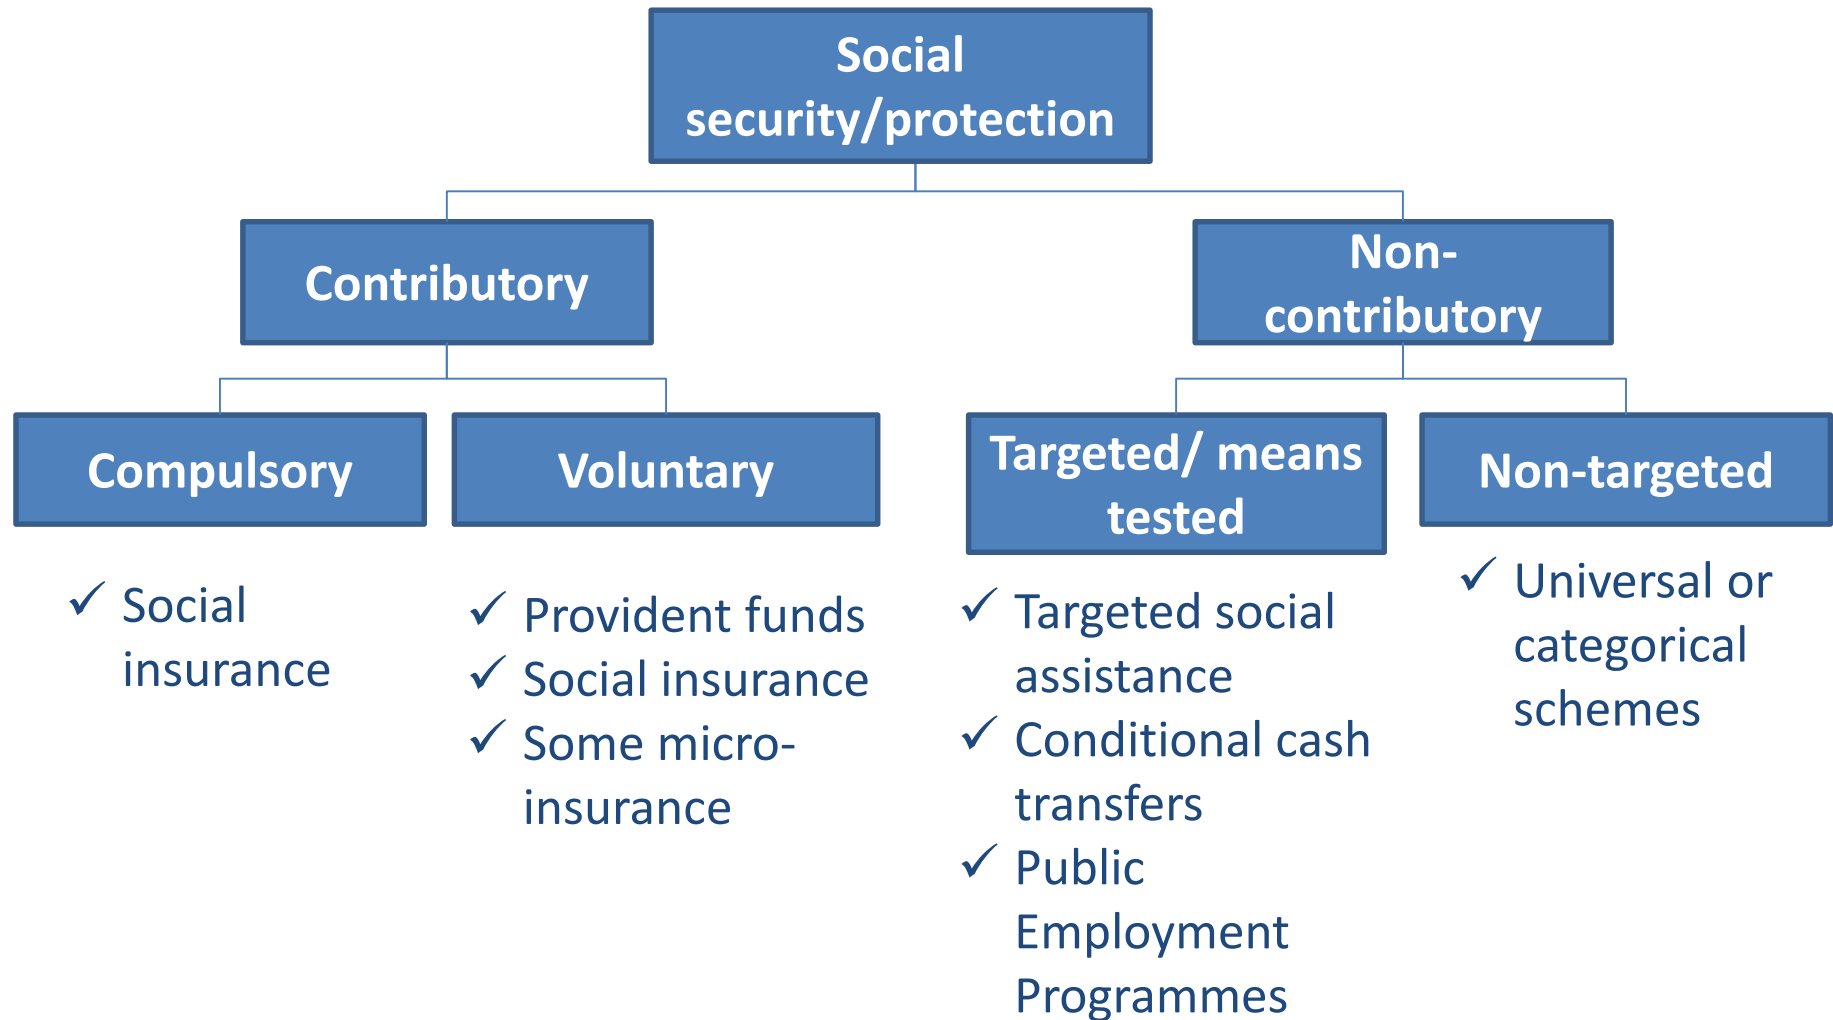 Social
security/protection
Contributory
Non-
contributory
Compulsory
Voluntary
Targeted/ means
tested
Non-targeted
✓ Social
insurance
✓ Provident funds
✓ Social insurance
✓ Some micro-
insurance
✓ Targeted social
assistance
✓ Conditional cash
transfers
✓ Public
Employment
Programmes
✓ Universal or
categorical
schemes